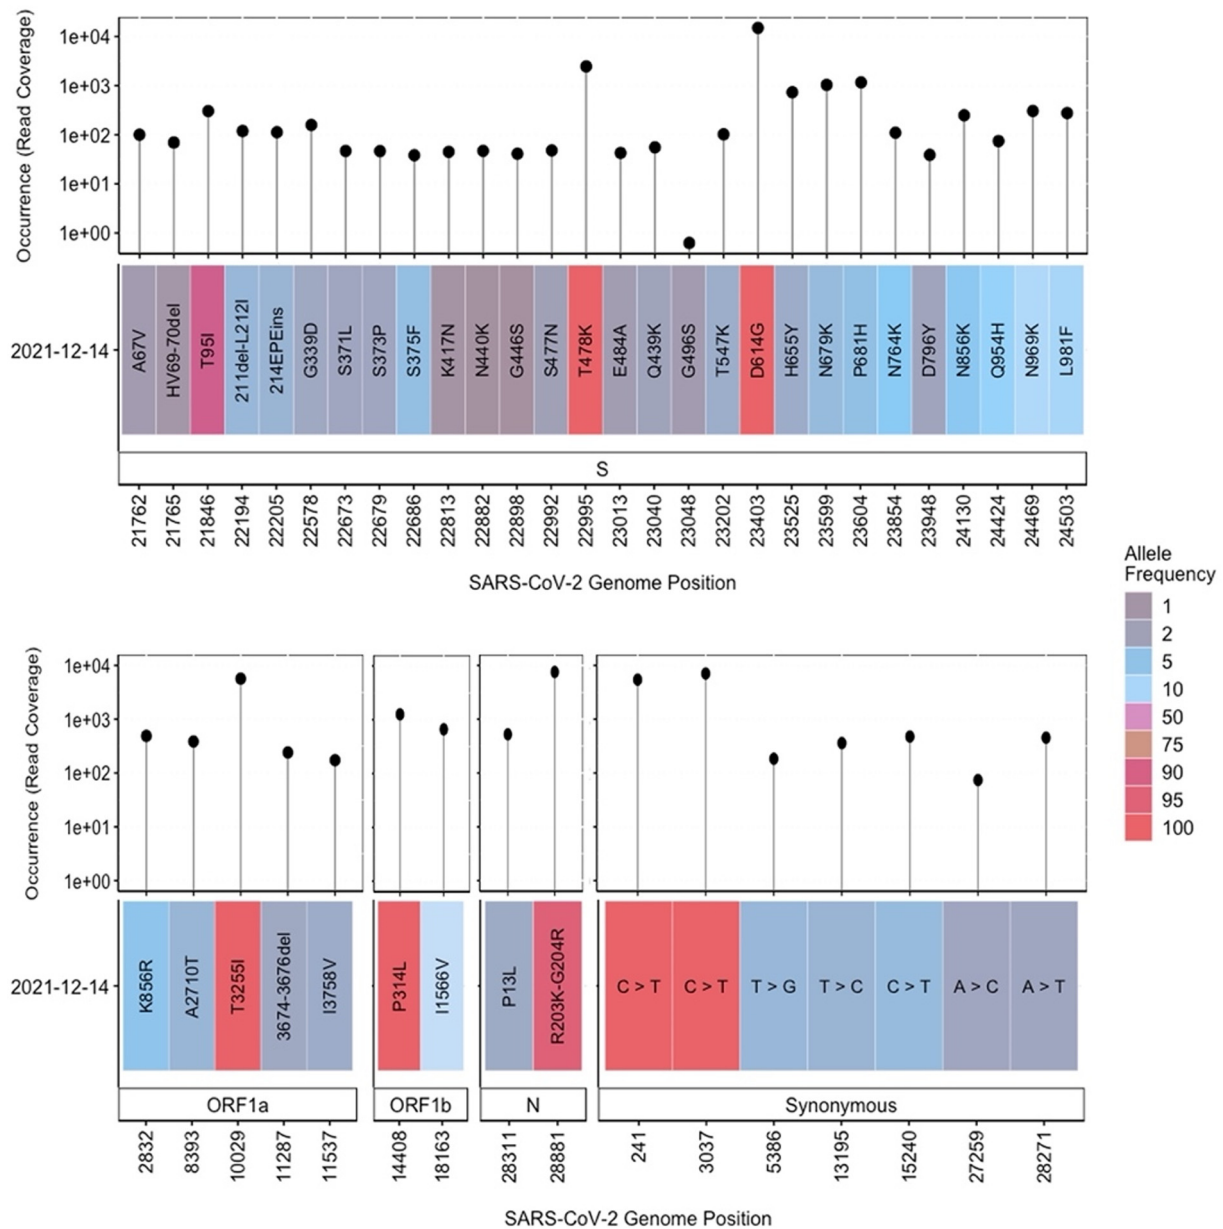 Occurrence (Read Coverage)
1e+04
1e+03
1e+02
1e+01
1e+00
2021-12-14
A67V
HV69-70del
T95I
211del-L212I
214EPEins
G339D
S371L
S373P
S375F
K417N
N440K
G446S
S477N
T478K
E484A
Q439K
G496S
T547K
D614G
H655Y
N679K
P681H
N764K
D796Y
N856K
Q954H
N969K
L981F
S
21762
21765
21846
22194
22205
22578
22673
22679
22686
22813
22882
22898
22992
22995
23013
23040
23048
23202
23403
23525
23599
23604
23854
23948
24130
24424
24469
24503
SARS-CoV-2 Genome Position
Allele
Frequency
1
2
5
10
50
75
90
95
100
Occurrence (Read Coverage)
1e+04
1e+03
1e+02
1e+01
1e+00
2021-12-14
K856R
A2710T
T3255I
3674-3676del
I3758V
P314L
I1566V
P13L
R203K-G204R
C > T
C > T
T > G
T > C
C > T
A > C
A > T
ORF1a
ORF1b
N
Synonymous
2832
8393
10029
11287
11537
14408
18163
28311
28881
241
3037
5386
13195
15240
27259
28271
SARS-CoV-2 Genome Position